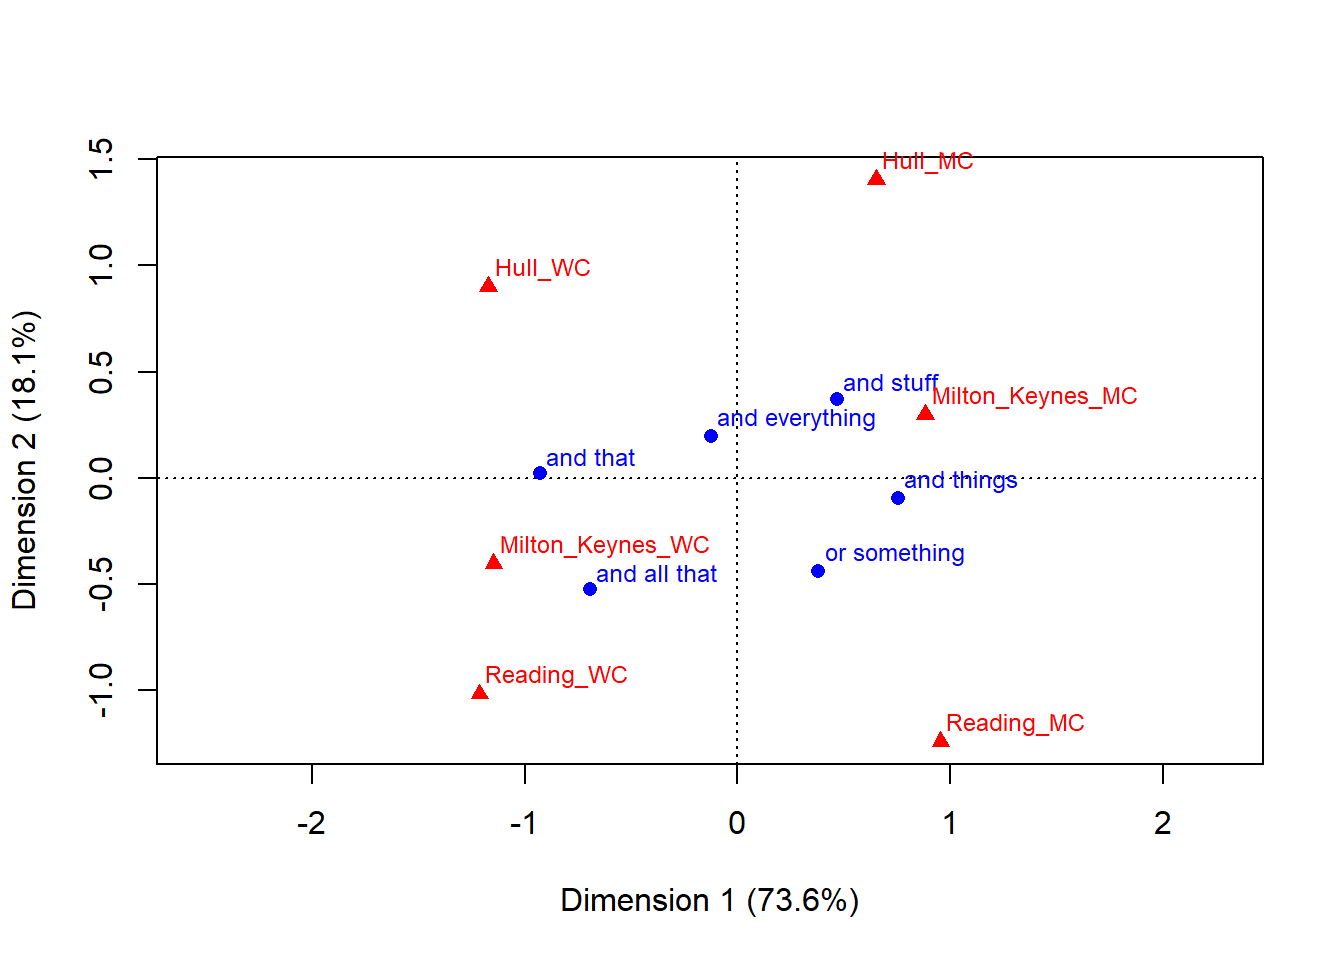 Hull_MC
Hull_WC
and stuff
Milton_Keynes_MC
and everything
and that
and things
Milton_Keynes_WC
or something
and all that
Reading_WC
Reading_MC
1.5
1.0
0.5
0.0
-0.5
-1.0
Dimension 2 (18.1%)
-2 -1 0 1 2
Dimension 1 (73.6%)